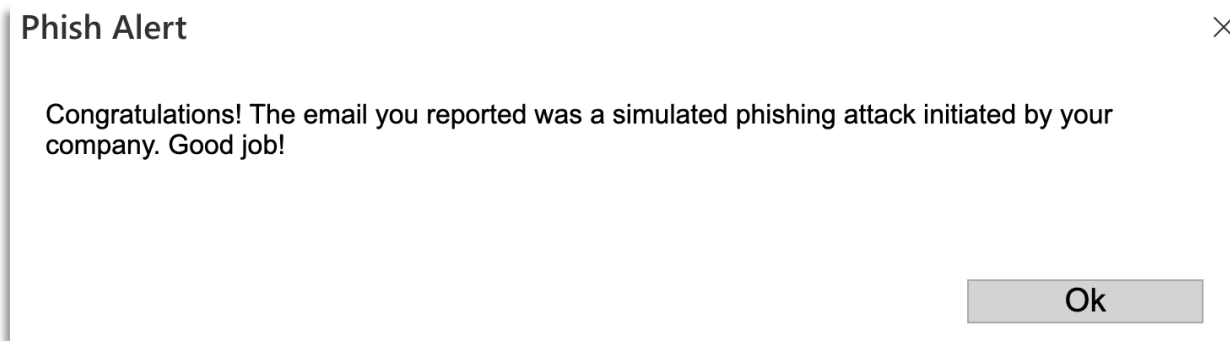 Phish Alert
Congratulations! The email you reported was a simulated phishing attack initiated by your
company. Good job!
Ok